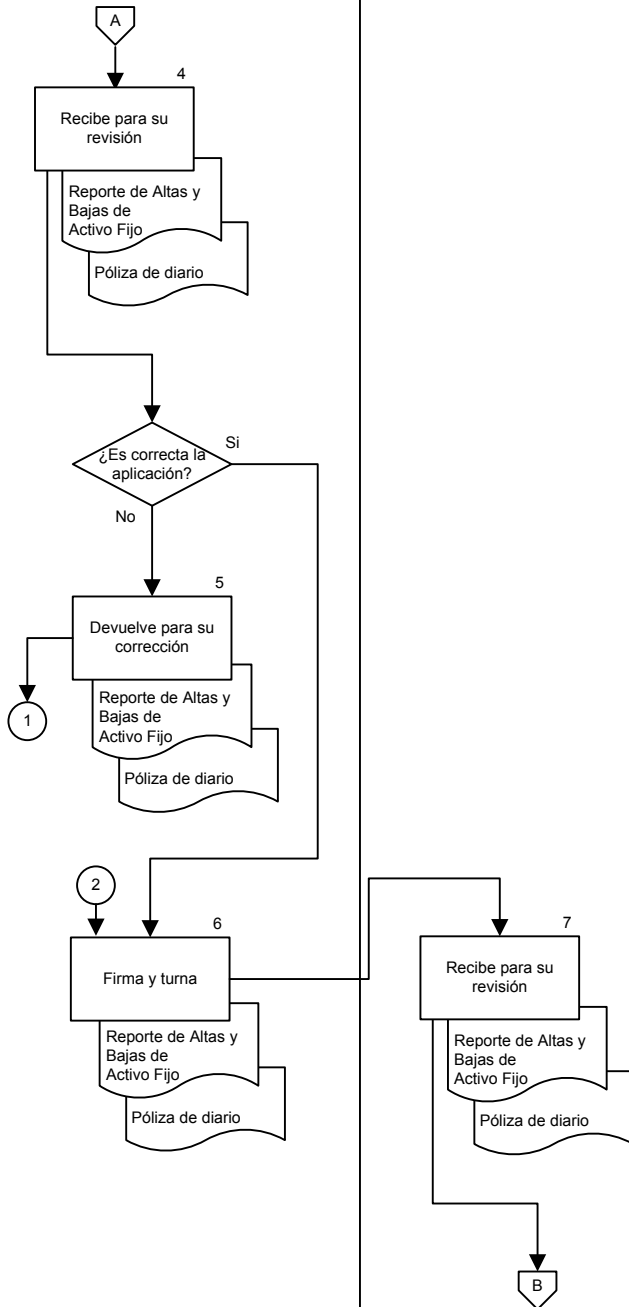 A
4
Recibe para su
revisión
Reporte de Altas y
Bajas de
Activo Fijo
Póliza de diario
¿Es correcta la
aplicación?
Si
No
5
Devuelve para su
corrección
1
Reporte de Altas y
Bajas de
Activo Fijo
Póliza de diario
2
6
Firma y turna
Reporte de Altas y
Bajas de
Activo Fijo
Póliza de diario
7
Recibe para su
revisión
Reporte de Altas y
Bajas de
Activo Fijo
Póliza de diario
B